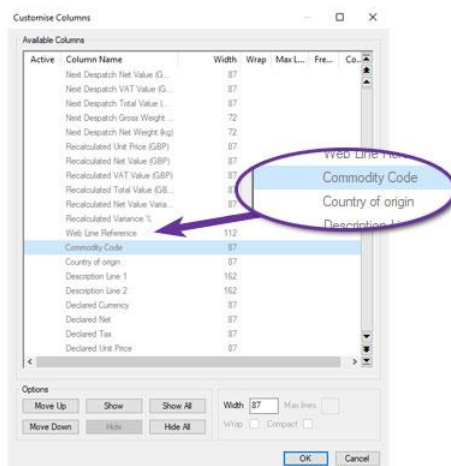 Customise Columns
Available Columns
Active Column Name Width Wrap Max L... Fre... Co...
Next Despatch Net Value (G... 87
Next Despatch VAT Value (G... 87
Next Despatch Total Value (... 87
Next Despatch Gross Weight ... 72
Next Despatch Net Weight (kg) 72
Recalculated Unit Price (GBP) 87
Recalculated Net Value (GBP) 87
Recalculated VAT Value (GBP) 87
Recalculated Total Value (GB... 87
Recalculated Net Value Varia... 87
Recalculated Variance %
Web Line Reference 112
Commodity Code 87
Country of origin 87
Description Line 1 162
Description Line 2 162
Declared Currency 87
Declared Net 87
Declared Tax 87
Declared Unit Price 87
Web Line
Commodity Code
Country of origin
Description Line
Options
Move Up Show Show All
Move Down Hide Hide All
Width 87 Max lines
Wrap Compact
OK Cancel